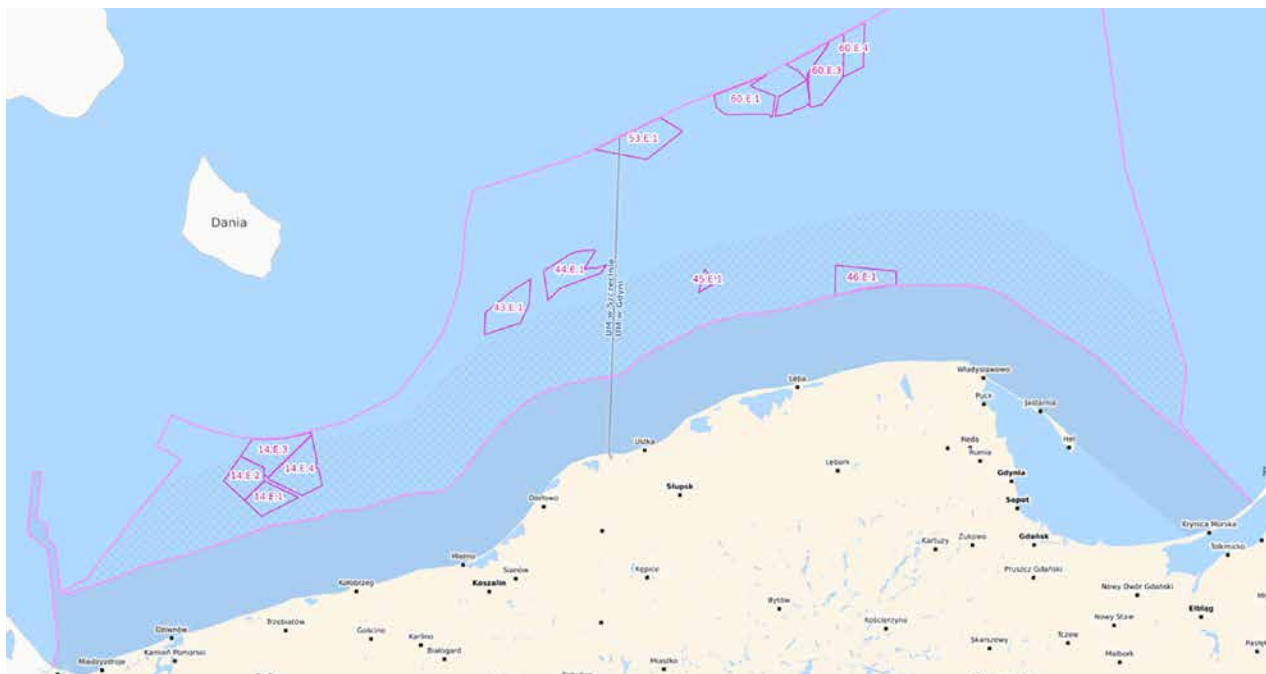 60.E.4
60.E.3
60.E.1
53.E.1
Dania
44.E.1
45.E.1
46.E.1
43.E.1
UM w Szczecinie
UM w Gdyni
Władysławowo
Łeba
Puck
Jastarnia
Hel
14.E.3
14.E.4
14.E.2
14.E.1
Ustka
Reda
Rumia
Lębork
Gdynia
Słupsk
Sopot
Darłowo
Krynica Morska
Kartuzy
Żukowo
Gdańsk
Tolkmicko
Mielno
Sianów
Koszalin
Kępice
Pruszcz Gdański
Kołobrzeg
Nowy Dwór Gdański
Bytów
Elbląg
Dziwnów
Trzebiatów
Gościno
Karlino
Białogard
Kościerzyna
Nowy Staw
Skarszewy
Tczew
Kamień Pomorski
Międzyzdroje
Miastko
Malbork